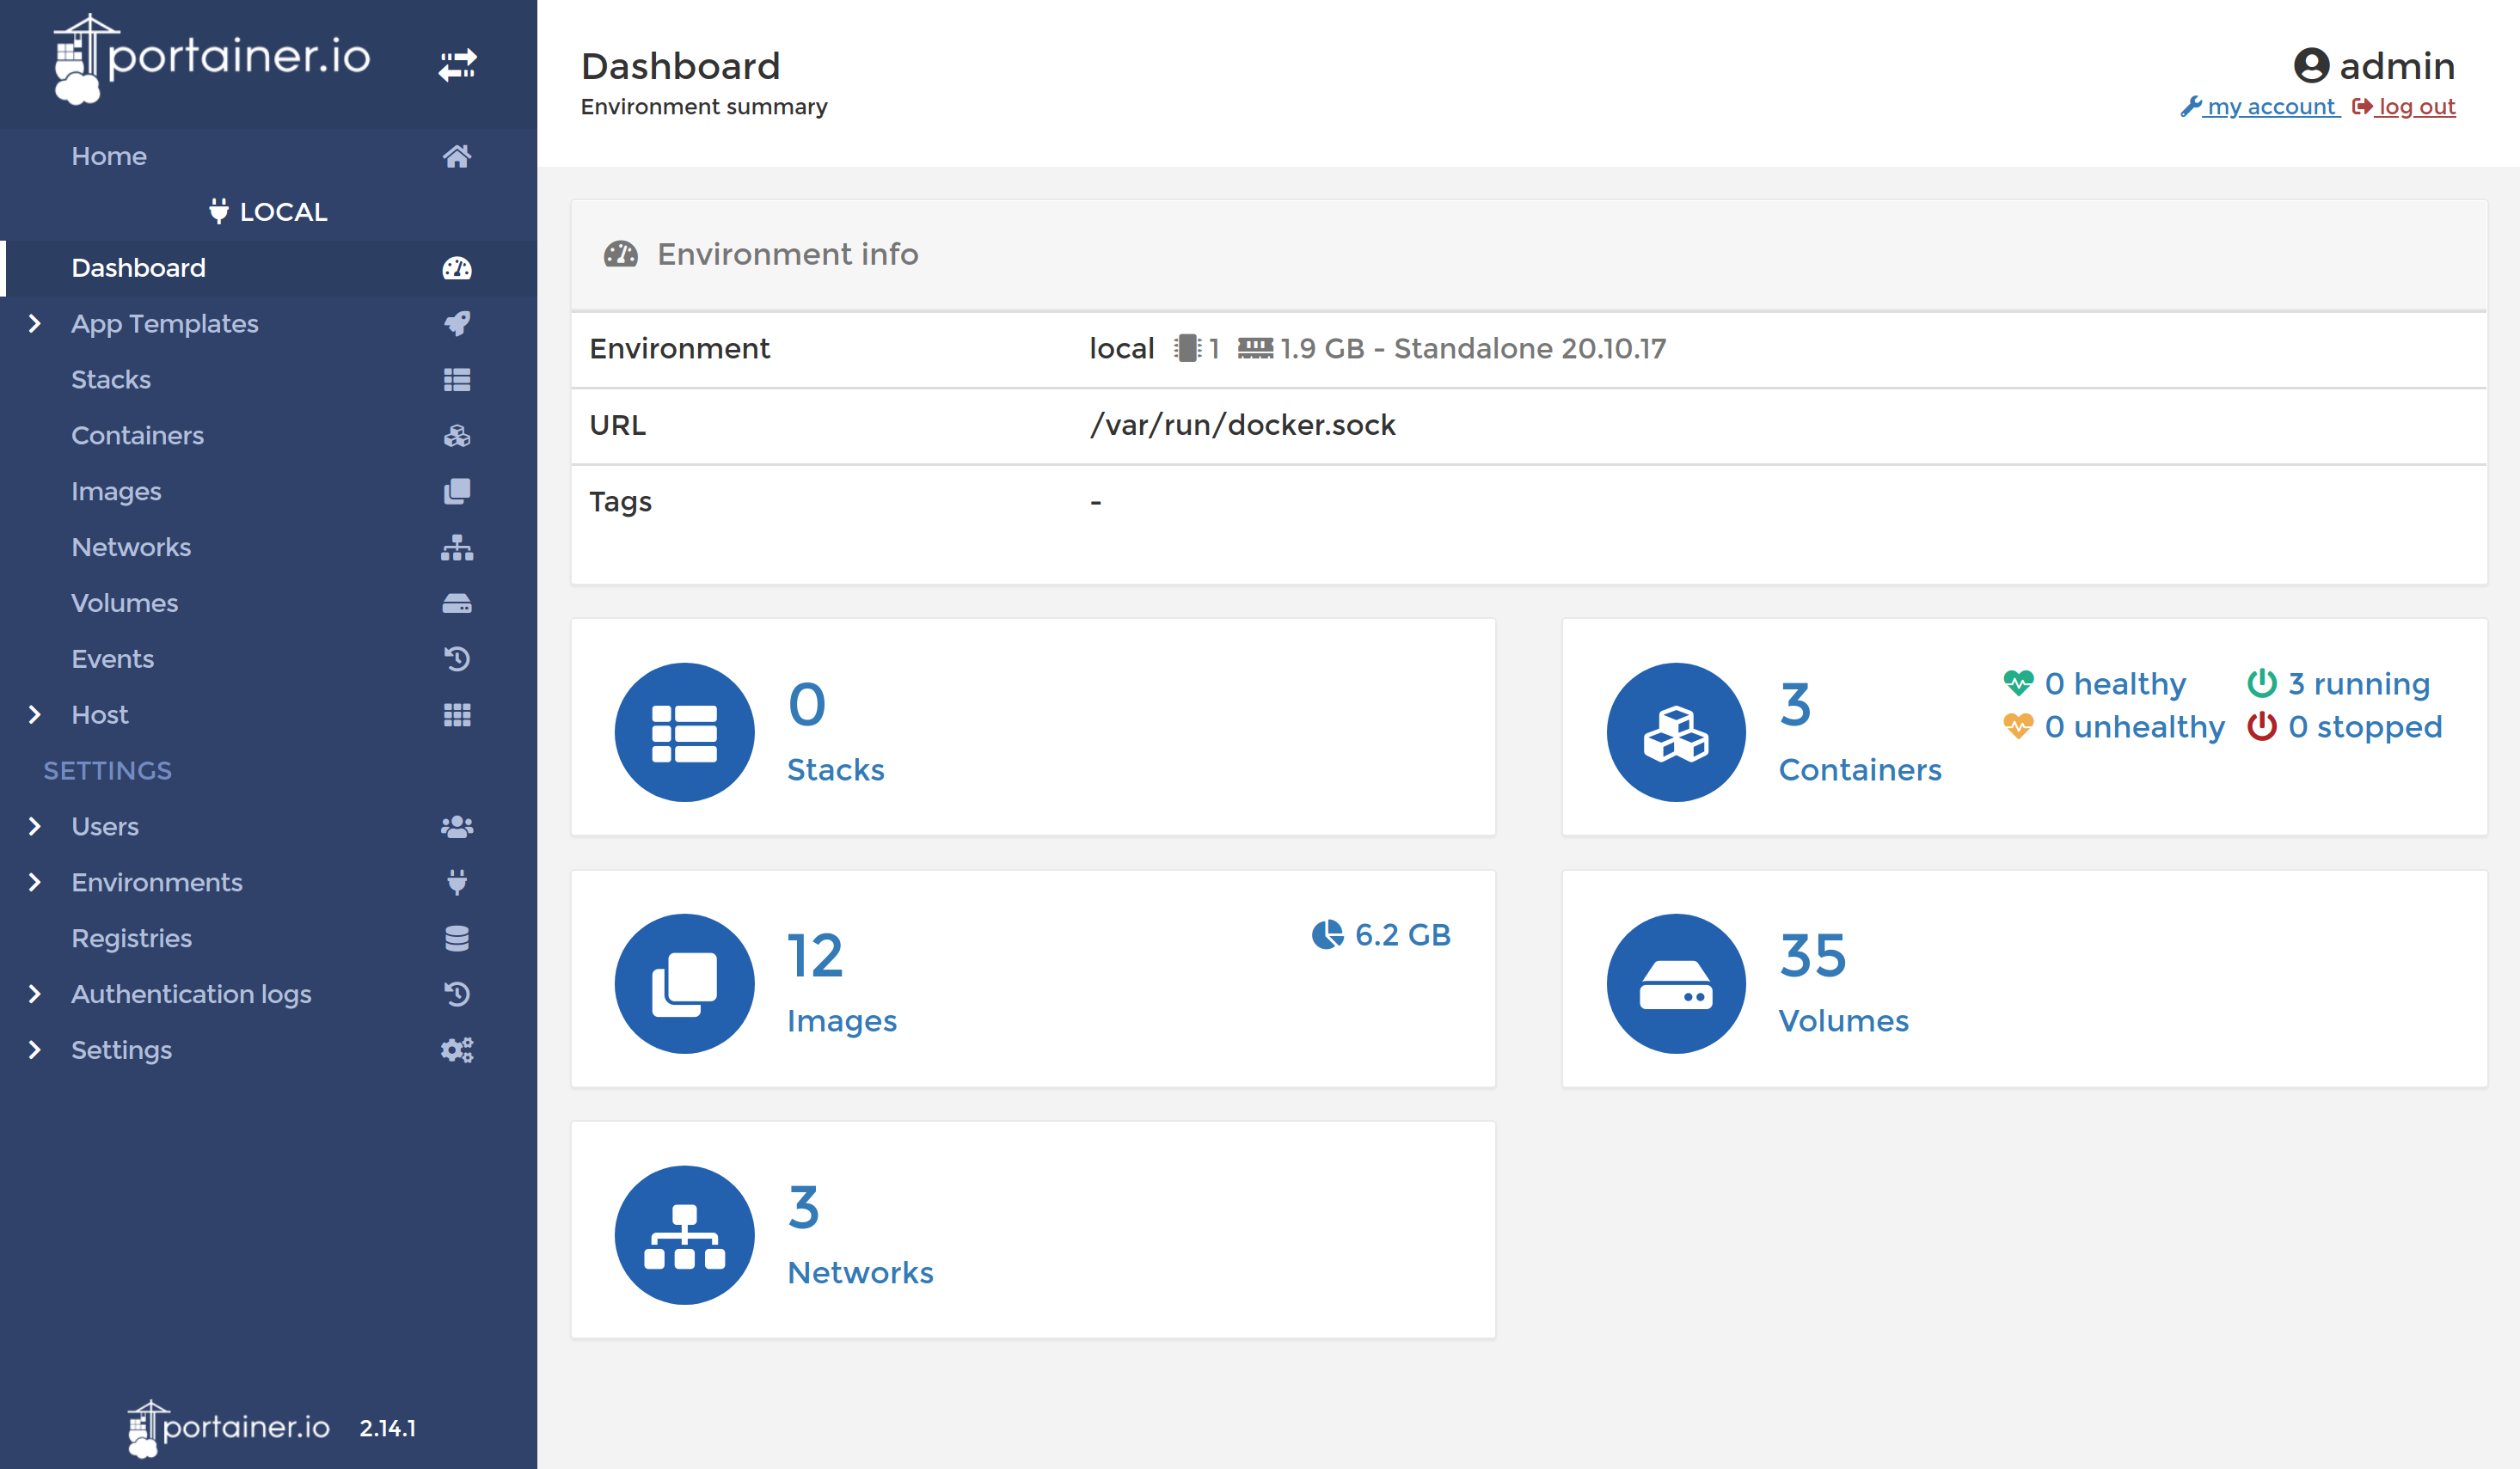 portainer.io
Home
LOCAL
Dashboard
App Templates
Stacks
Containers
Images
Networks
Volumes
Events
Host
SETTINGS
Users
Environments
Registries
Authentication logs
Settings
portainer.io 2.14.1
Dashboard
Environment summary
admin
my account log out
Environment info
Environment local 1 1.9 GB - Standalone 20.10.17
URL /var/run/docker.sock
Tags -
0
Stacks
3
Containers
0 healthy 3 running
0 unhealthy 0 stopped
12
Images
6.2 GB
35
Volumes
3
Networks